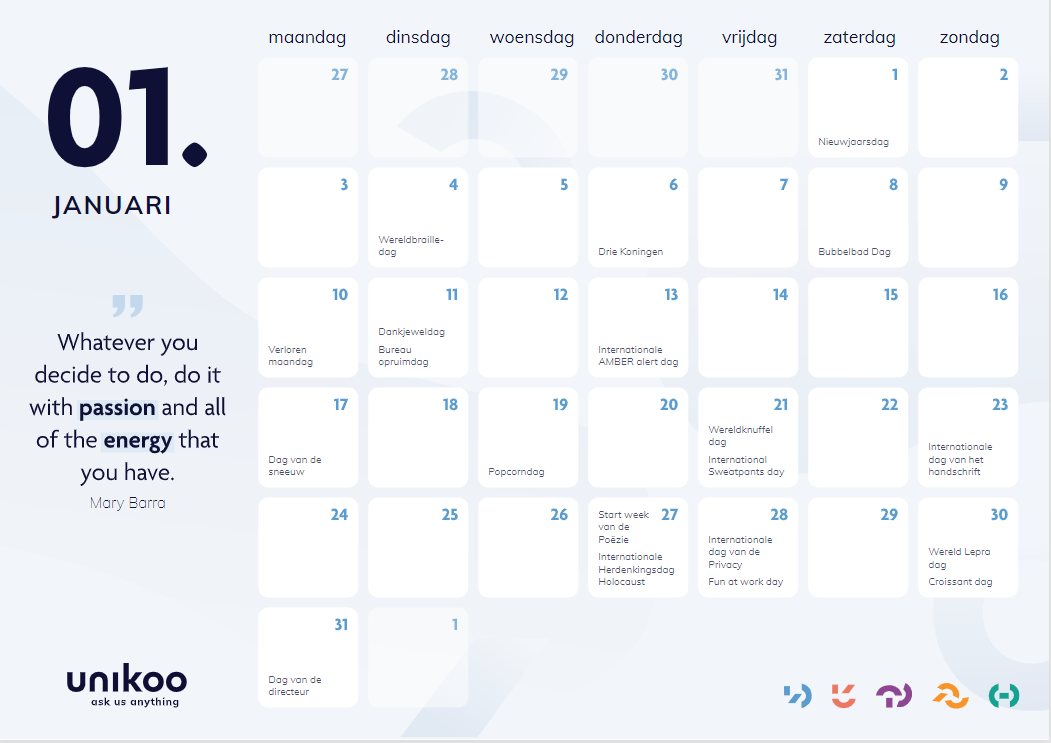 maandag dinsdag woensdag donderdag vrijdag zaterdag zondag
01.
JANUARI
27 28 29 30 31 1 2
Nieuwjaarsdag
3 4 5 6 7 8 9
Wereldbraille-
dag
Drie Koningen
Bubbelbad Dag
10 11 12 13 14 15 16
Verloren
maandag
Dankjeweldag
Bureau
opruimdag
Internationale
AMBER alert dag
17 18 19 20 21 22 23
Dag van de
sneeuw
Popcorndag
Wereldknuffel
dag
International
Sweatpants day
Internationale
dag van het
handschrift
24 25 26 27 28 29 30
Start week
van de
Poëzie
Internationale
Herdenkingsdag
Holocaust
Internationale
dag van de
Privacy
Fun at work day
Wereld Lepra
dag
Croissant dag
31 1
Dag van de
directeur
”
Whatever you
decide to do, do it
with passion and all
of the energy that
you have.
Mary Barra
unikoo
ask us anything